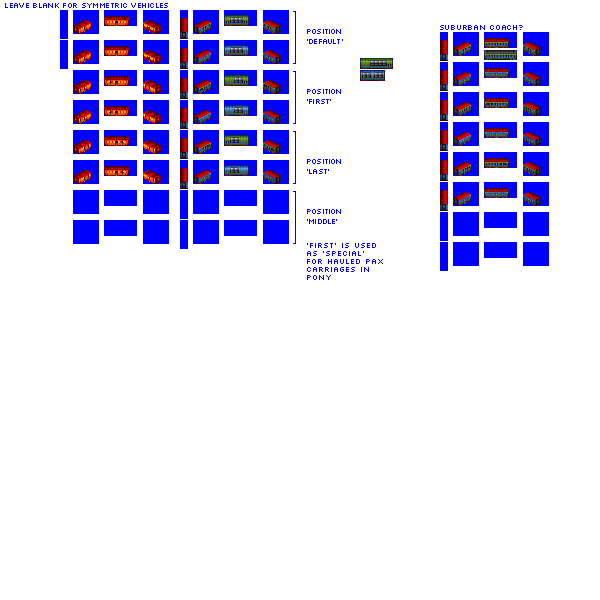 LEAVE BLANK FOR SYMMETRIC VEHICLES
SUBURBAN COACH?
POSITION
'DEFAULT'
POSITION
'FIRST'
POSITION
'LAST'
POSITION
'MIDDLE'
'FIRST' IS USED
AS 'SPECIAL'
FOR HAULED PAX
CARRIAGES IN
PONY